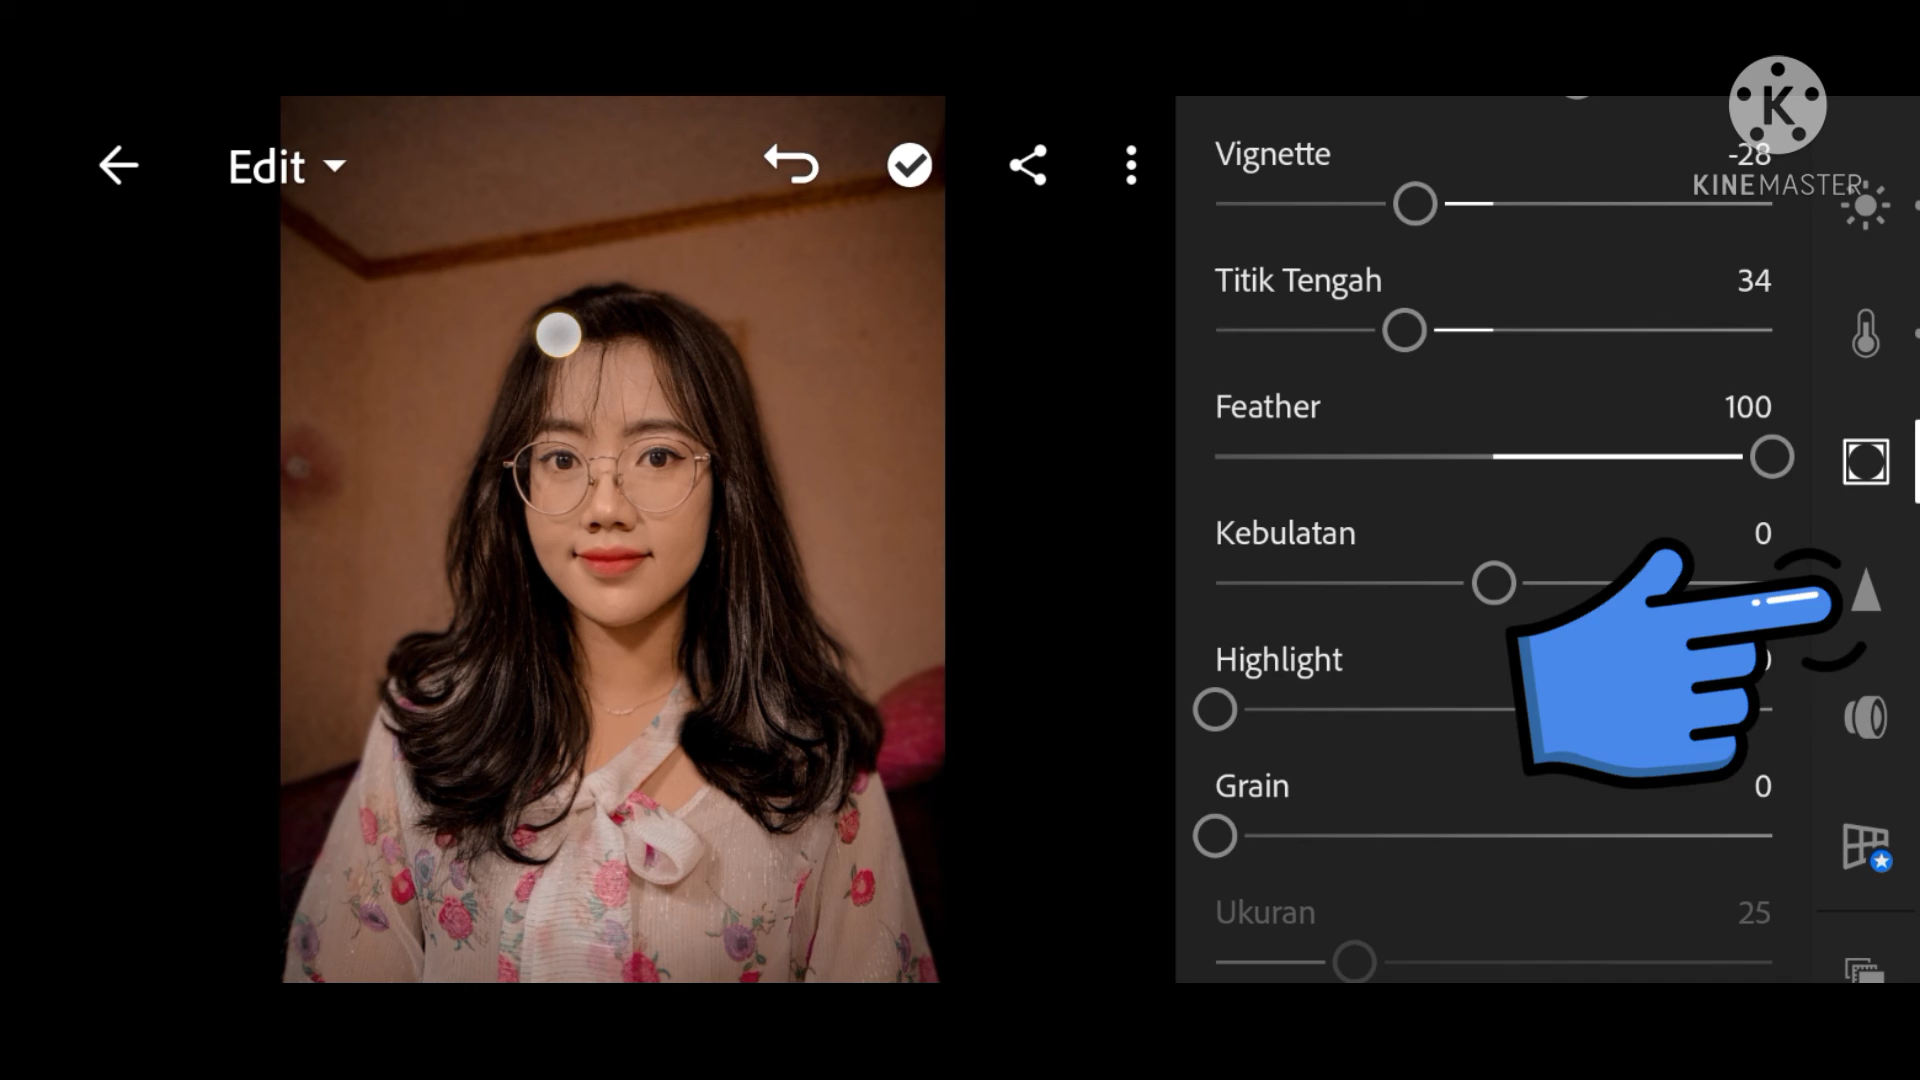 Edit
Vignette
-28
KINEMASTER
Titik Tengah
34
Feather
100
Kebulatan
0
Highlight
Grain
0
Ukuran
25